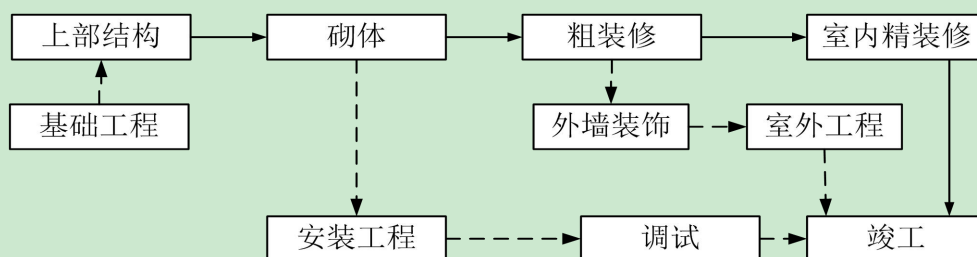 上部结构
砌体
粗装修
室内精装修
基础工程
外墙装饰
室外工程
安装工程
调试
竣工